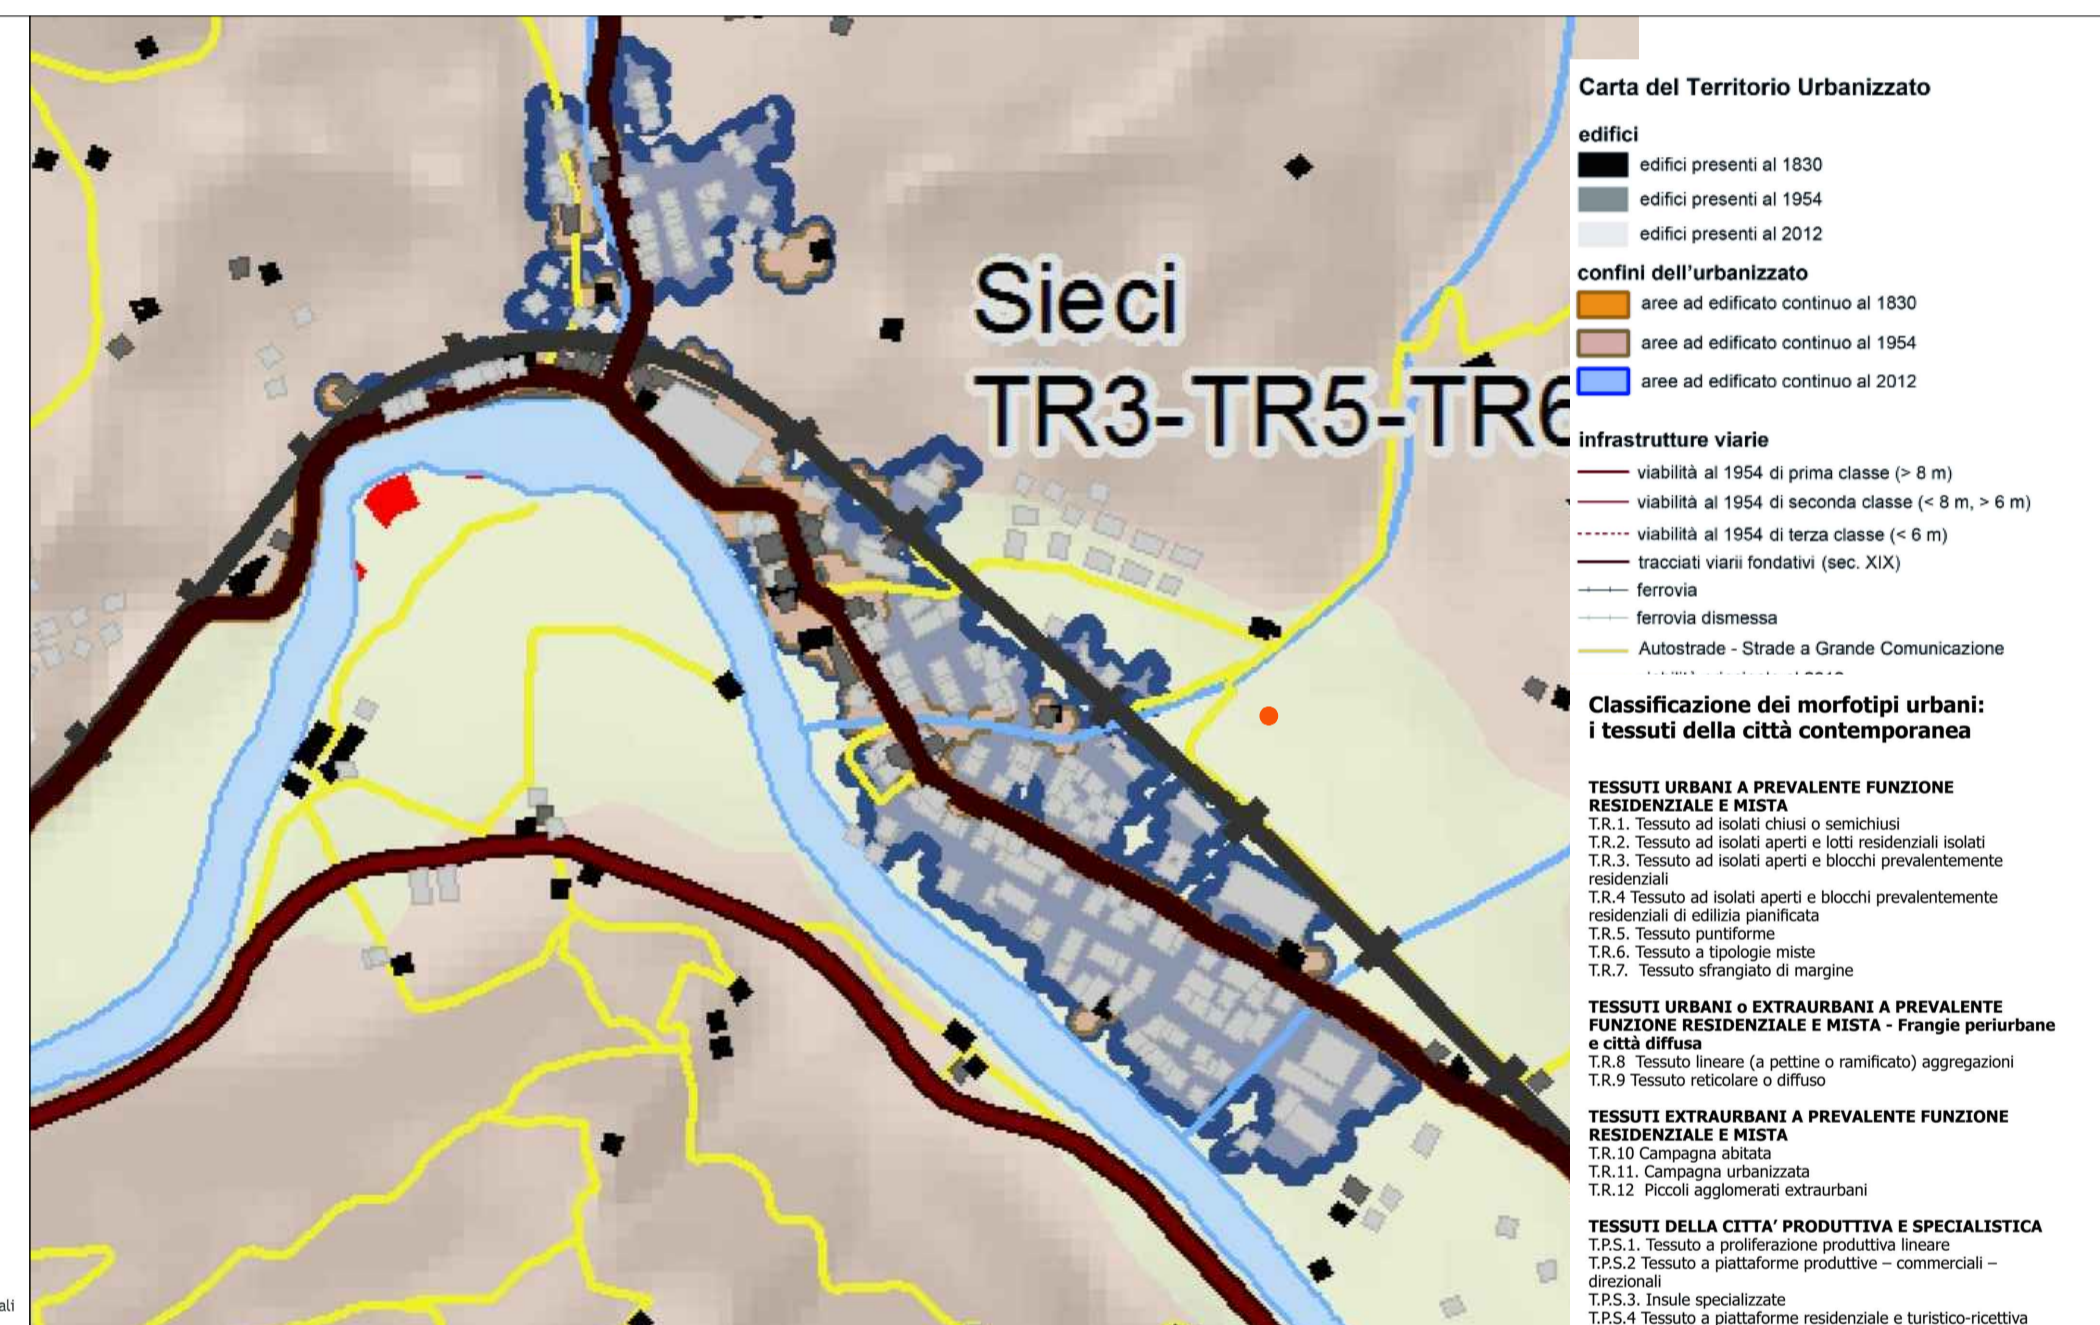 Sieci
TR3-TR5-TR6
ali
Carta del Territorio Urbanizzato
edifici
edifici presenti al 1830
edifici presenti al 1954
edifici presenti al 2012
confini dell'urbanizzato
aree ad edificato continuo al 1830
aree ad edificato continuo al 1954
aree ad edificato continuo al 2012
infrastrutture viarie
viabilità al 1954 di prima classe (> 8 m)
viabilità al 1954 di seconda classe (< 8 m, > 6 m)
viabilità al 1954 di terza classe (< 6 m)
tracciati viarii fondativi (sec. XIX)
ferrovia
ferrovia dismessa
Autostrade - Strade a Grande Comunicazione
Classificazione dei morfotipi urbani:
i tessuti della città contemporanea
TESSUTI URBANI A PREVALENTE FUNZIONE
RESIDENZIALE E MISTA
T.R.1. Tessuto ad isolati chiusi o semichiusi
T.R.2. Tessuto ad isolati aperti e lotti residenziali isolati
T.R.3. Tessuto ad isolati aperti e blocchi prevalentemente
residenziali
T.R.4 Tessuto ad isolati aperti e blocchi prevalentemente
residenziali di edilizia pianificata
T.R.5. Tessuto puntiforme
T.R.6. Tessuto a tipologie miste
T.R.7. Tessuto sfrangiato di margine
TESSUTI URBANI o EXTRAURBANI A PREVALENTE
FUNZIONE RESIDENZIALE E MISTA - Frangie periurbane
e città diffusa
T.R.8 Tessuto lineare (a pettine o ramificato) aggregazioni
T.R.9 Tessuto reticolare o diffuso
TESSUTI EXTRAURBANI A PREVALENTE FUNZIONE
RESIDENZIALE E MISTA
T.R.10 Campagna abitata
T.R.11. Campagna urbanizzata
T.R.12 Piccoli agglomerati extraurbani
TESSUTI DELLA CITTA' PRODUTTIVA E SPECIALISTICA
T.P.S.1. Tessuto a proliferazione produttiva lineare
T.P.S.2 Tessuto a piattaforme produttive – commerciali –
direzionali
T.P.S.3. Insule specializzate
T.P.S.4 Tessuto a piattaforme residenziale e turistico-ricettiva